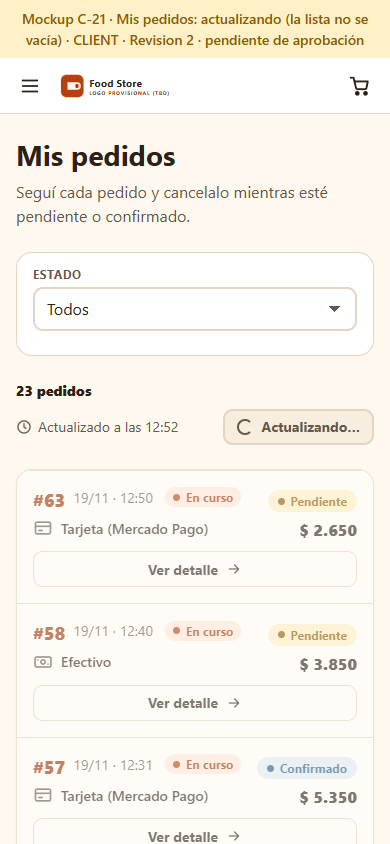 Mockup C-21 · Mis pedidos: actualizando (la lista no se
vacía) · CLIENT · Revision 2 · pendiente de aprobación
Food Store
LOGO PROVISIONAL (TBD)
Mis pedidos
Seguí cada pedido y cancelalo mientras esté
pendiente o confirmado.
ESTADO
Todos
23 pedidos
Actualizado a las 12:52
Actualizando...
#63 19/11 · 12:50 En curso Pendiente
Tarjeta (Mercado Pago) $ 2.650
Ver detalle →
#58 19/11 · 12:40 En curso Pendiente
Efectivo $ 3.850
Ver detalle →
#57 19/11 · 12:31 En curso Confirmado
Tarjeta (Mercado Pago) $ 5.350
Ver detalle →